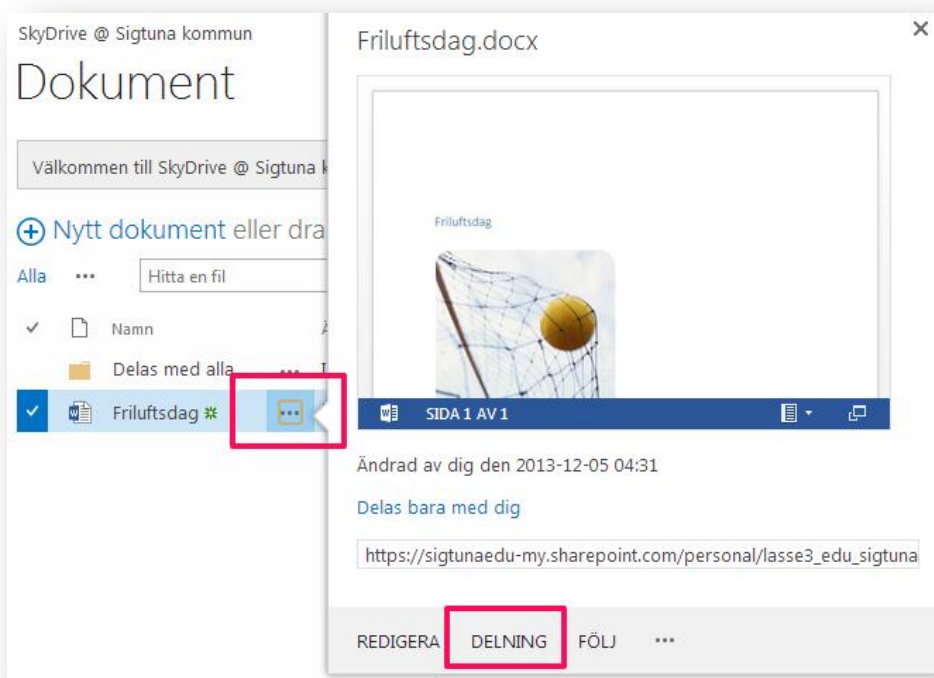 SkyDrive @ Sigtuna kommun
Dokument
Välkommen till SkyDrive @ Sigtuna
Nytt dokument eller dra
Alla ••• Hitta en fil
Namn
Delas med alla •••
Friluftsdag •••
Friluftsdag.docx
Friluftsdag
SIDA 1 AV 1
Ändrad av dig den 2013-12-05 04:31
Delas bara med dig
https://sigtunaedu-my.sharepoint.com/personal/lasse3_edu_sigtuna
REDIGERA DELNING FÖLJ •••